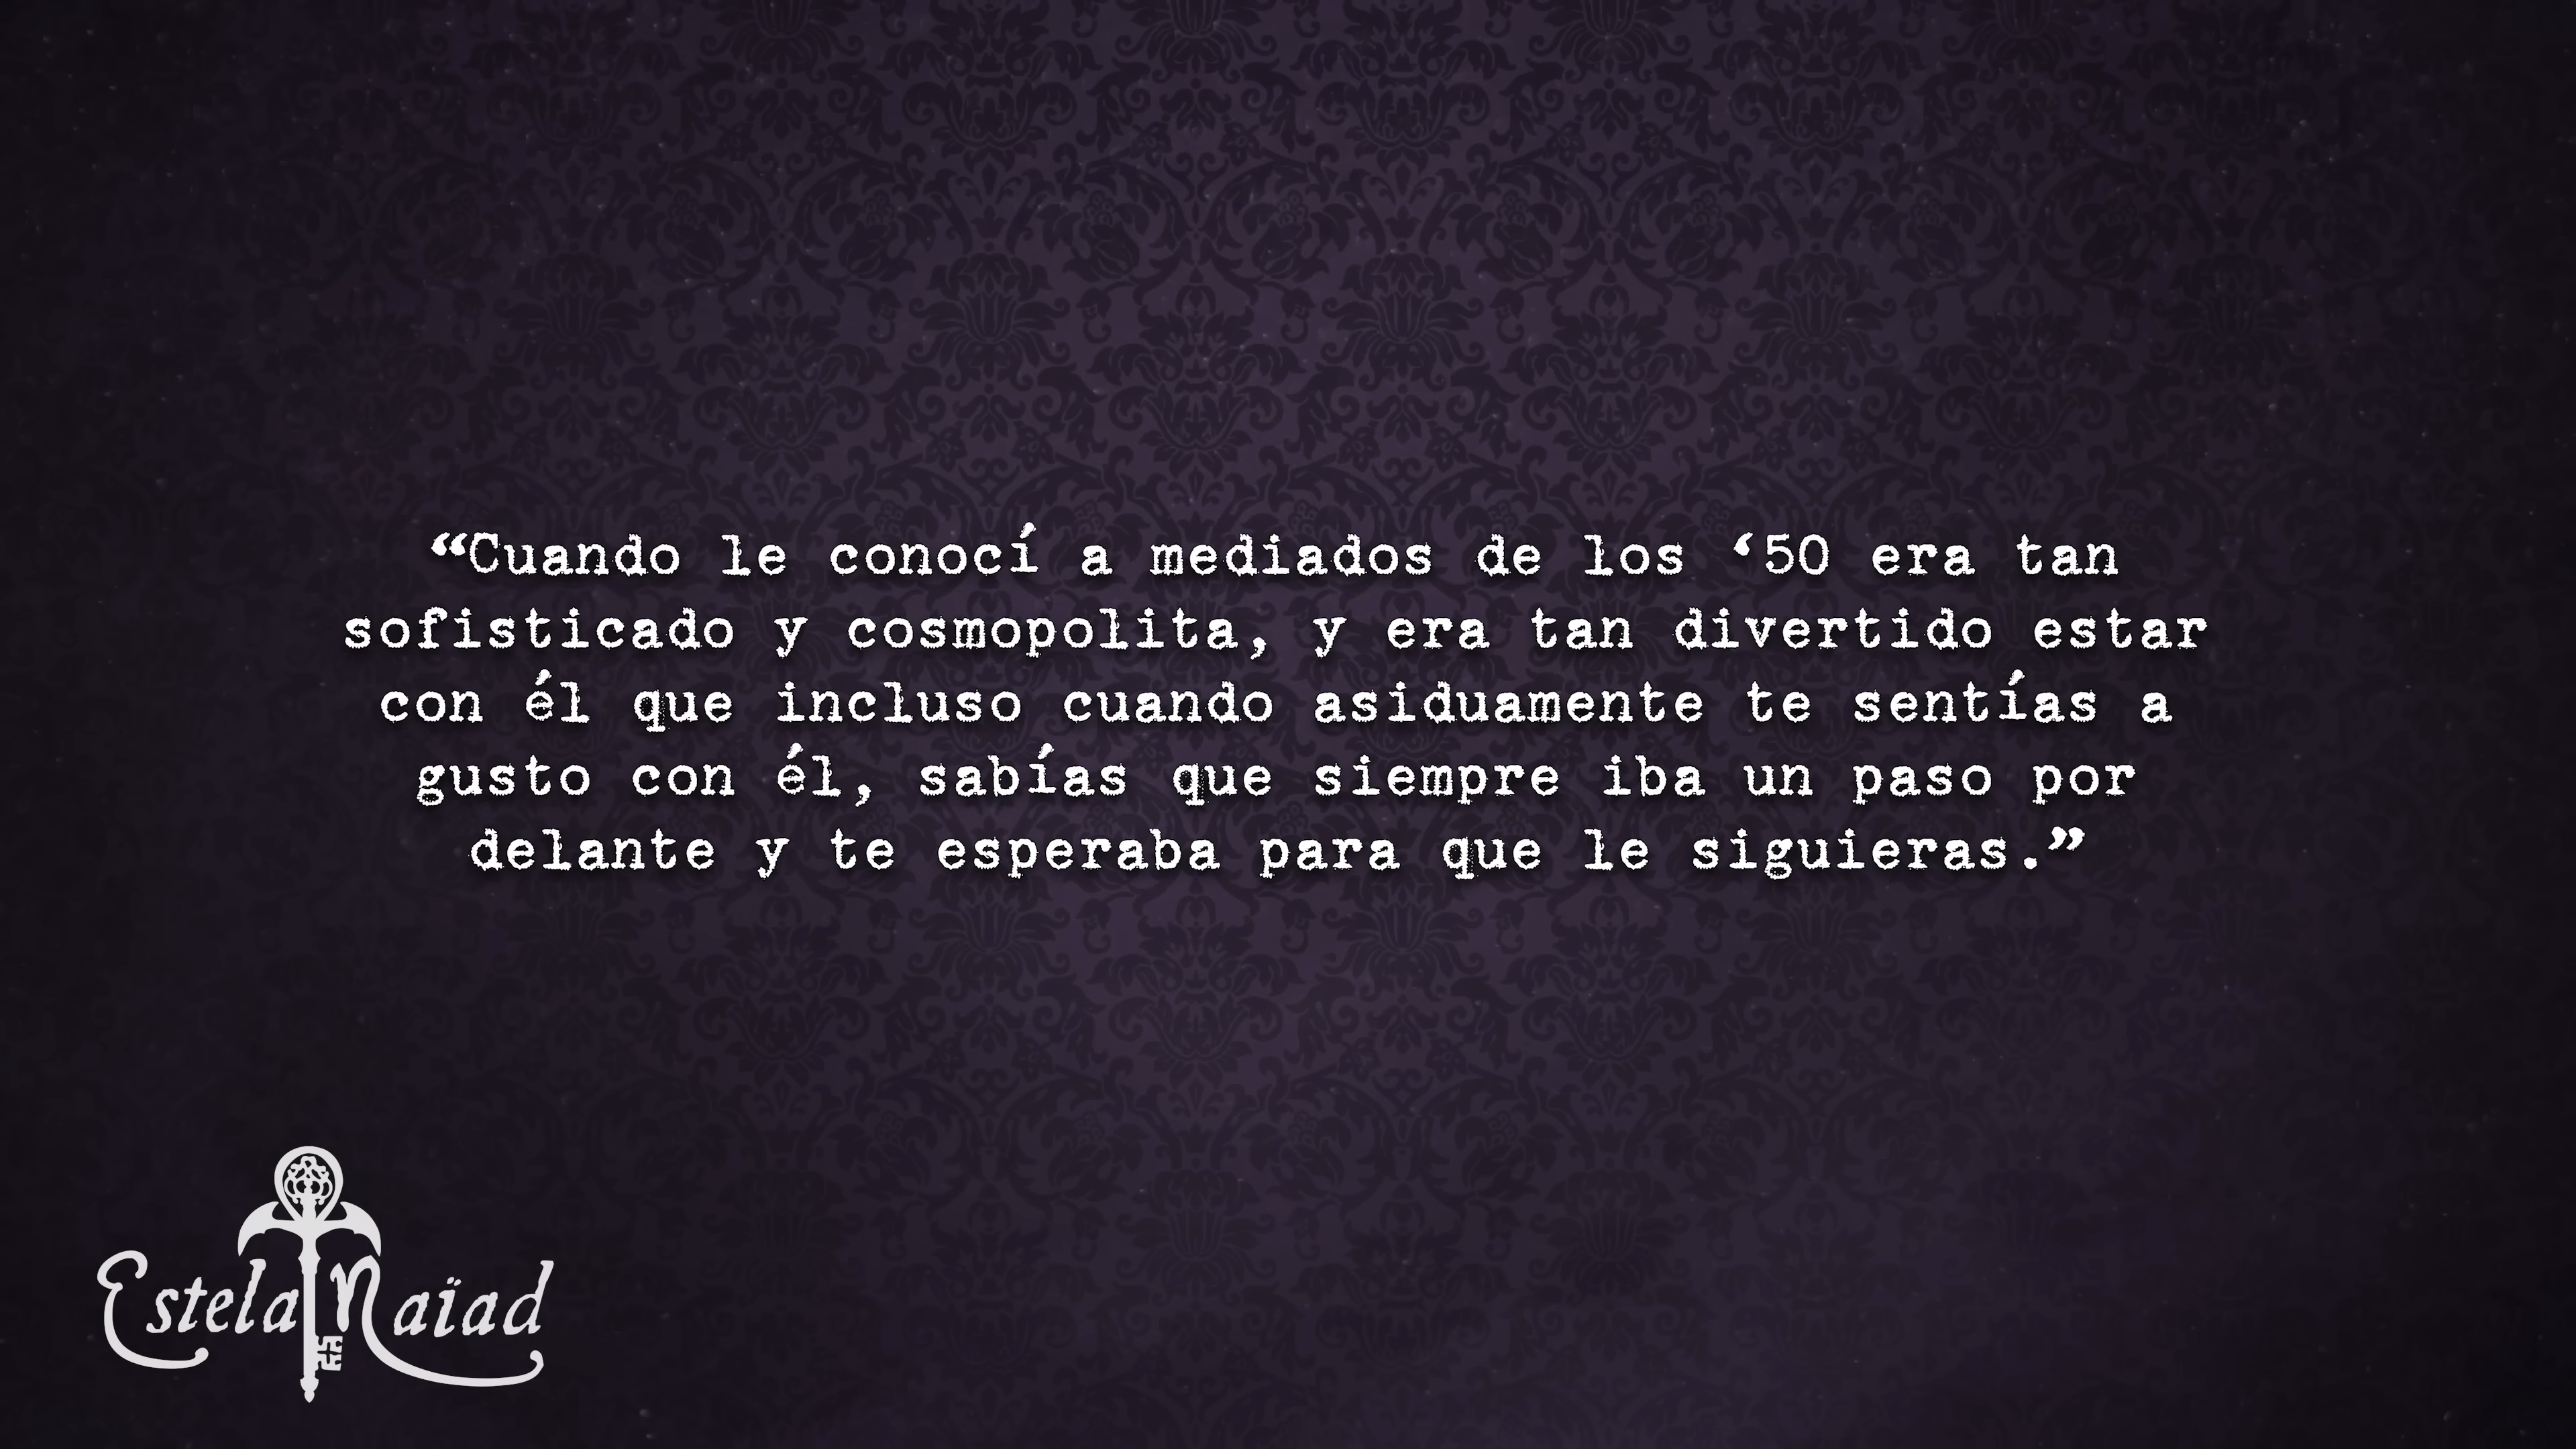 “Cuando le conocí a mediados de los ‘50 era tan
sofisticado y cosmopolita, y era tan divertido estar
con él que incluso cuando asiduamente te sentías a
gusto con él, sabías que siempre iba un paso por
delante y te esperaba para que le siguieras.”
Estela Naïad